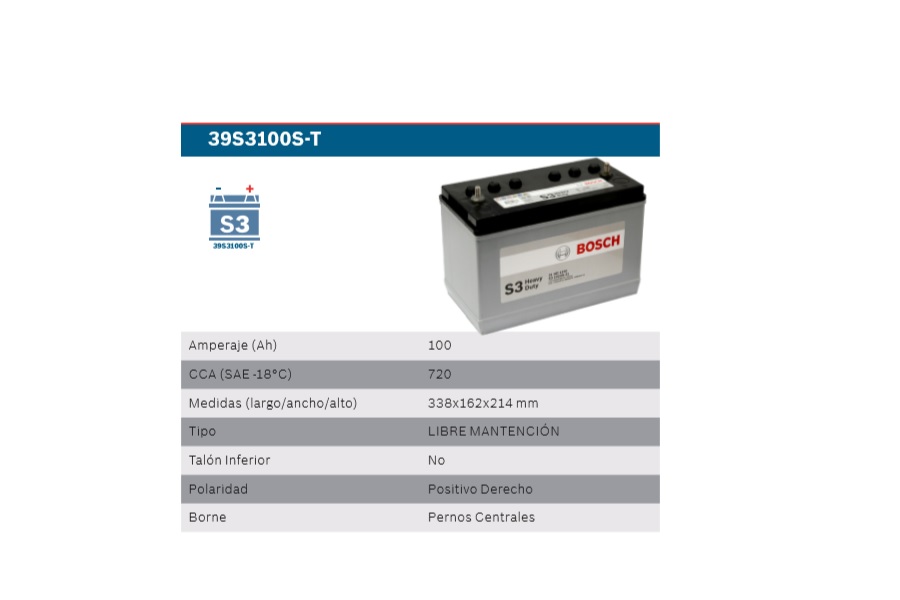 39S3100S-T
- +
S3
39S3100S-T
S3
BOSCH
S3 Heavy
Duty
Amperaje (Ah) 100
CCA (SAE -18°C) 720
Medidas (largo/ancho/alto) 338x162x214 mm
Tipo LIBRE MANTENCIÓN
Talón Inferior No
Polaridad Positivo Derecho
Borne Pernos Centrales